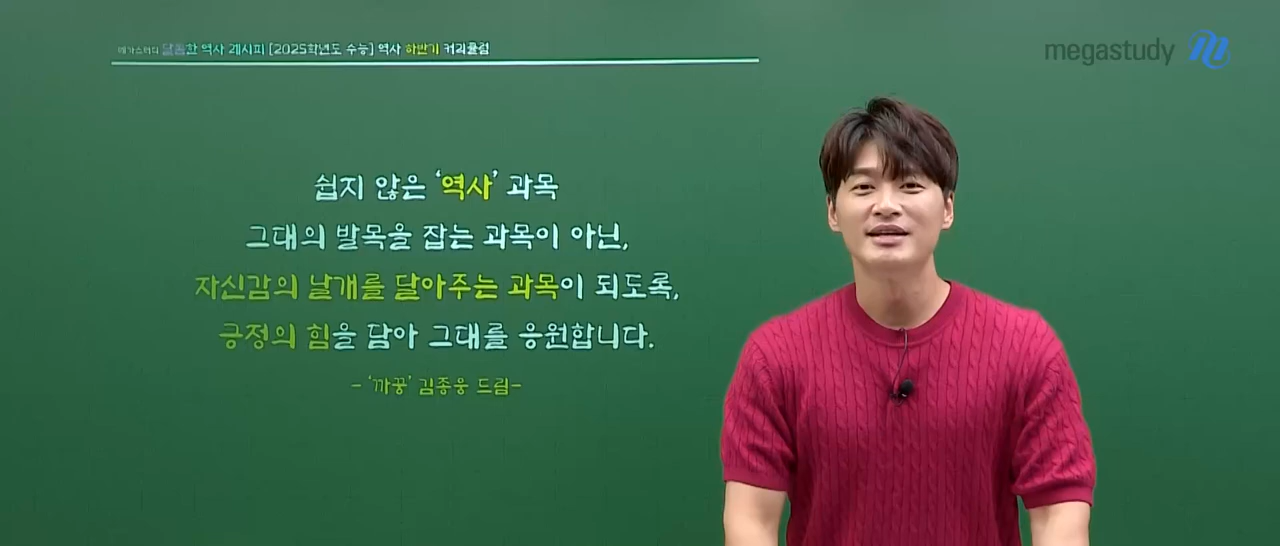 메가스터디 달콤한 역사 레시피 [2025학년도 수능] 역사 하반기 커리큘럼
megastudy
쉽지 않은 '역사' 과목
그대의 발목을 잡는 과목이 아닌,
자신감의 날개를 달아주는 과목이 되도록,
긍정의 힘을 담아 그대를 응원합니다.
- '까꿍' 김종웅 드림-